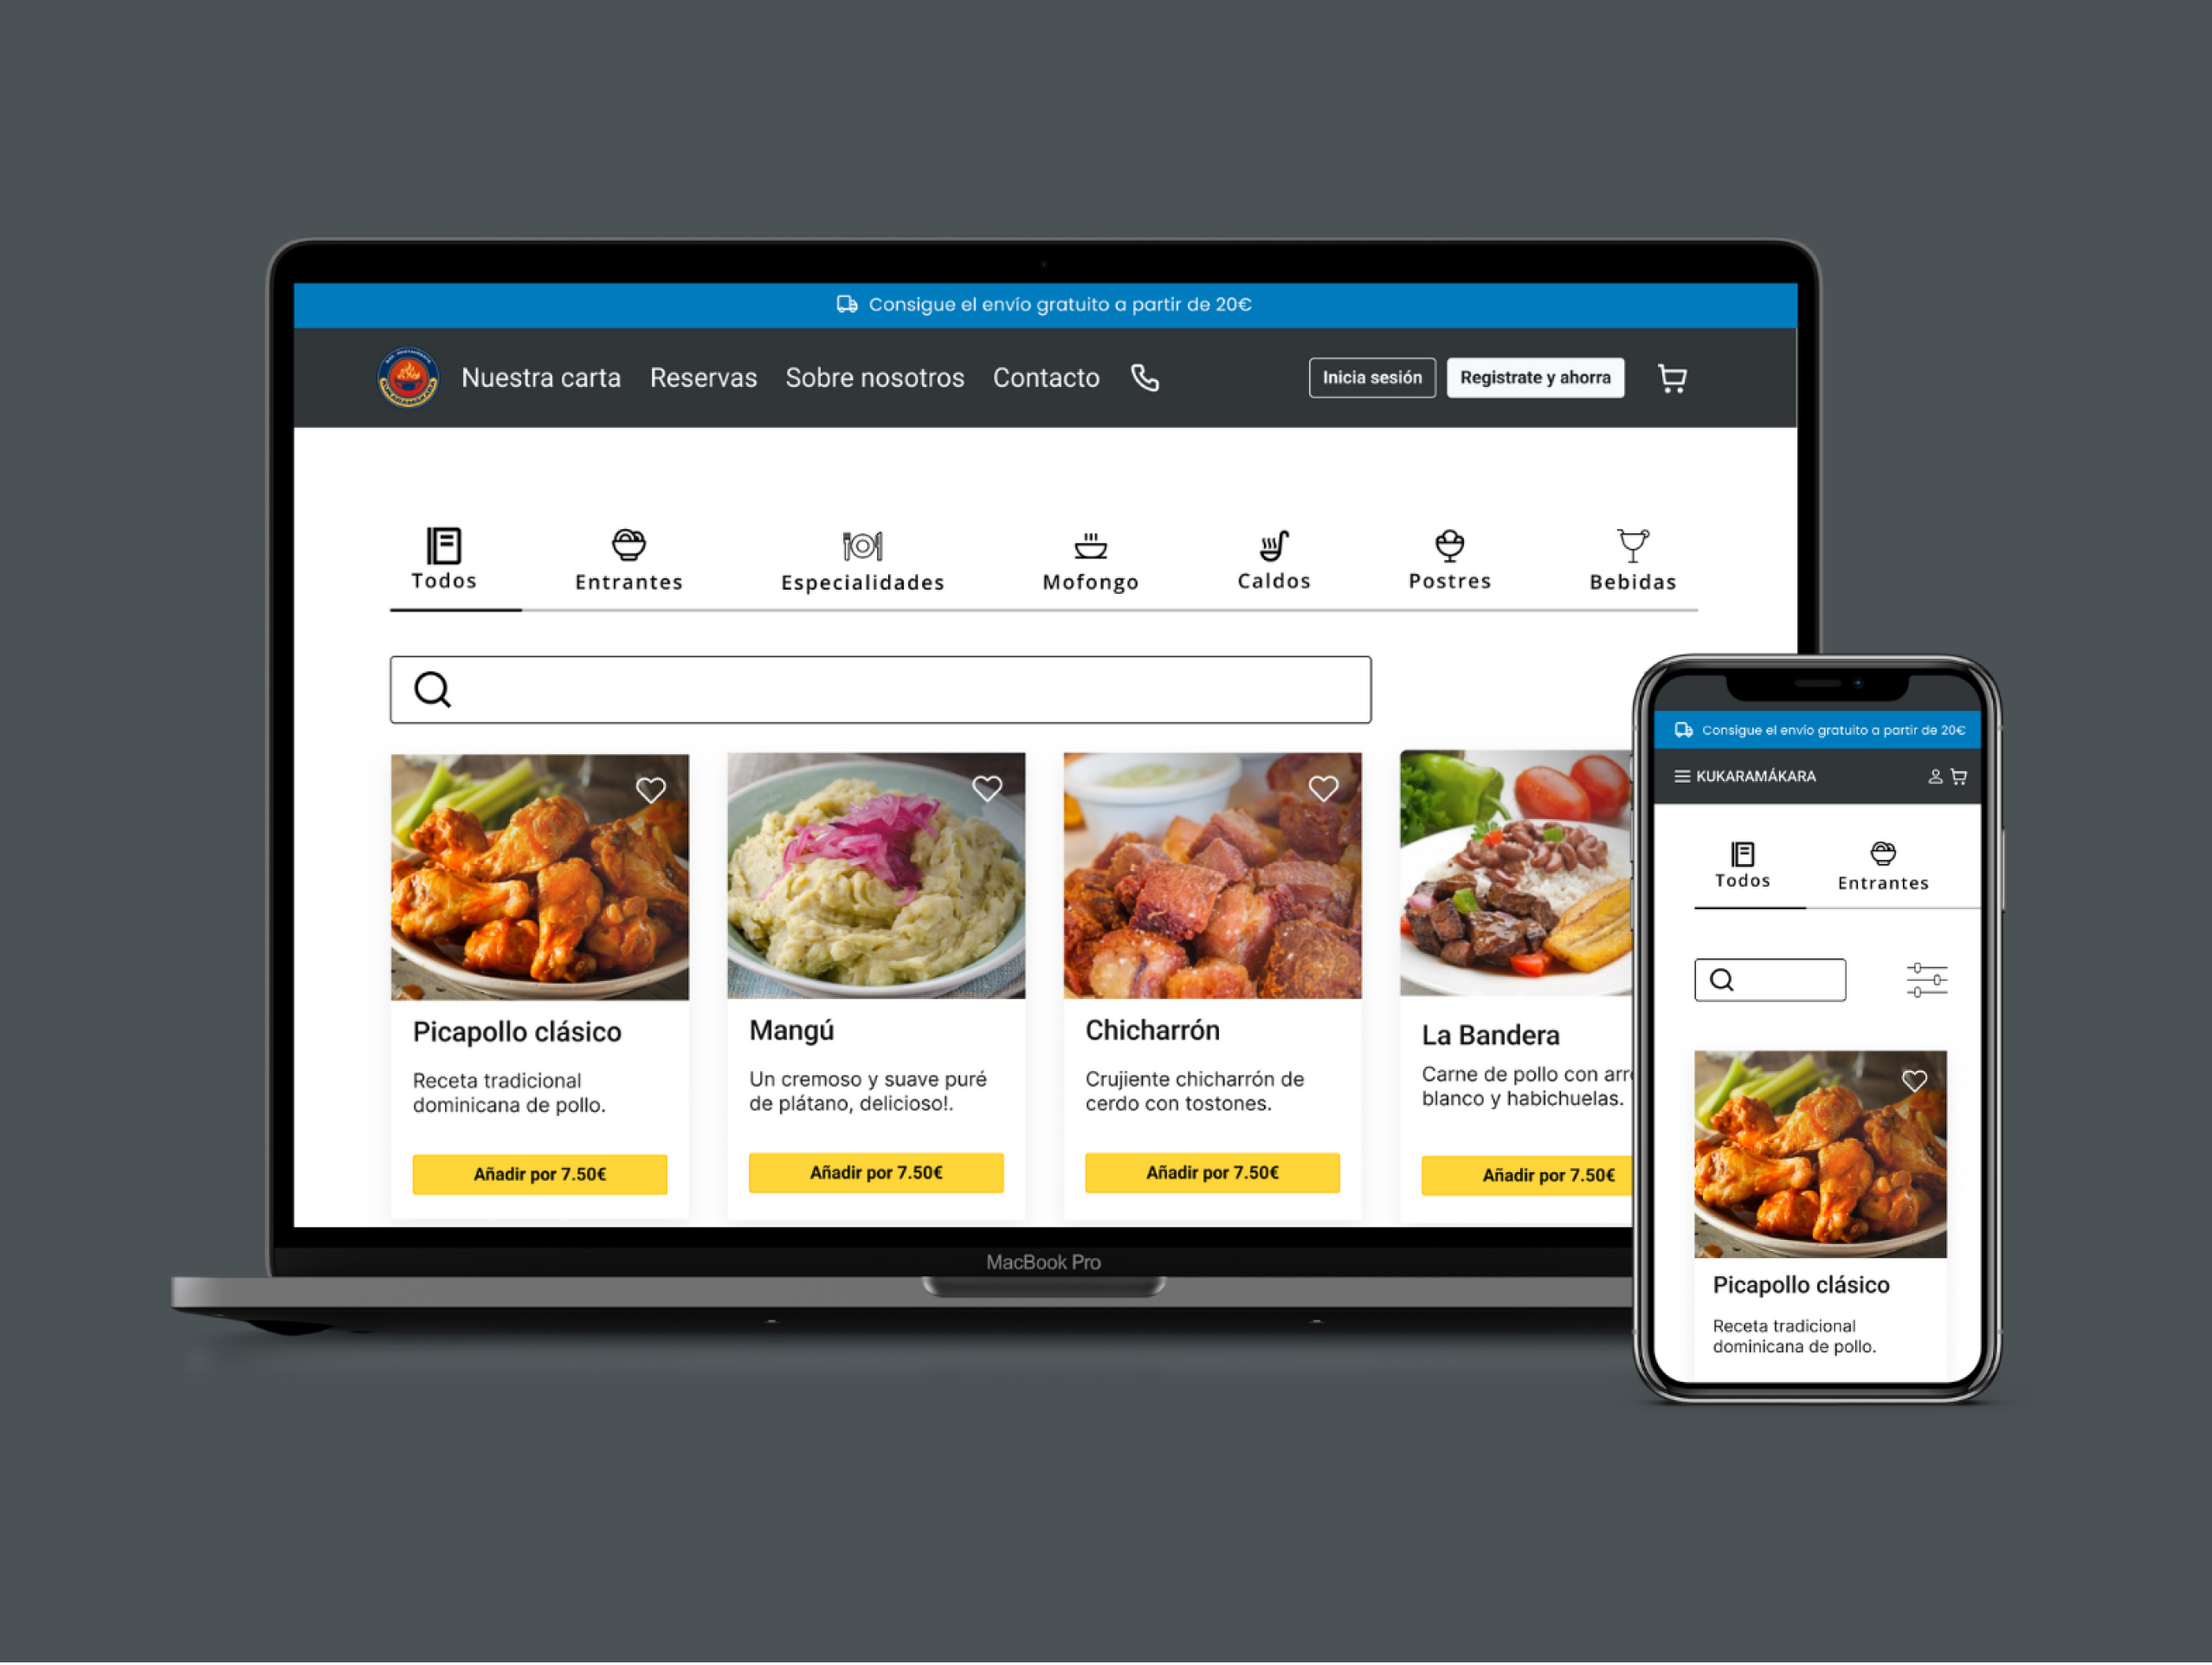 Consigue el envío gratuito a partir de 20€
Nuestra carta Reservas Sobre nosotros Contacto Inicia sesión Registrate y ahorra
Todos Entrantes Especialidades Mofongo Caldos Postres Bebidas
Picapollo clásico
Receta tradicional
dominicana de pollo.
Añadir por 7.50€
Mangú
Un cremoso y suave puré
de plátano, delicioso!.
Añadir por 7.50€
Chicharrón
Crujiente chicharrón de
cerdo con tostones.
Añadir por 7.50€
La Bandera
Carne de pollo con arr
blanco y habichuelas.
Añadir por 7.50€
MacBook Pro
Consigue el envío gratuito a partir de 20€
KUKARAMÁKARA
Todos Entrantes
Picapollo clásico
Receta tradicional
dominicana de pollo.